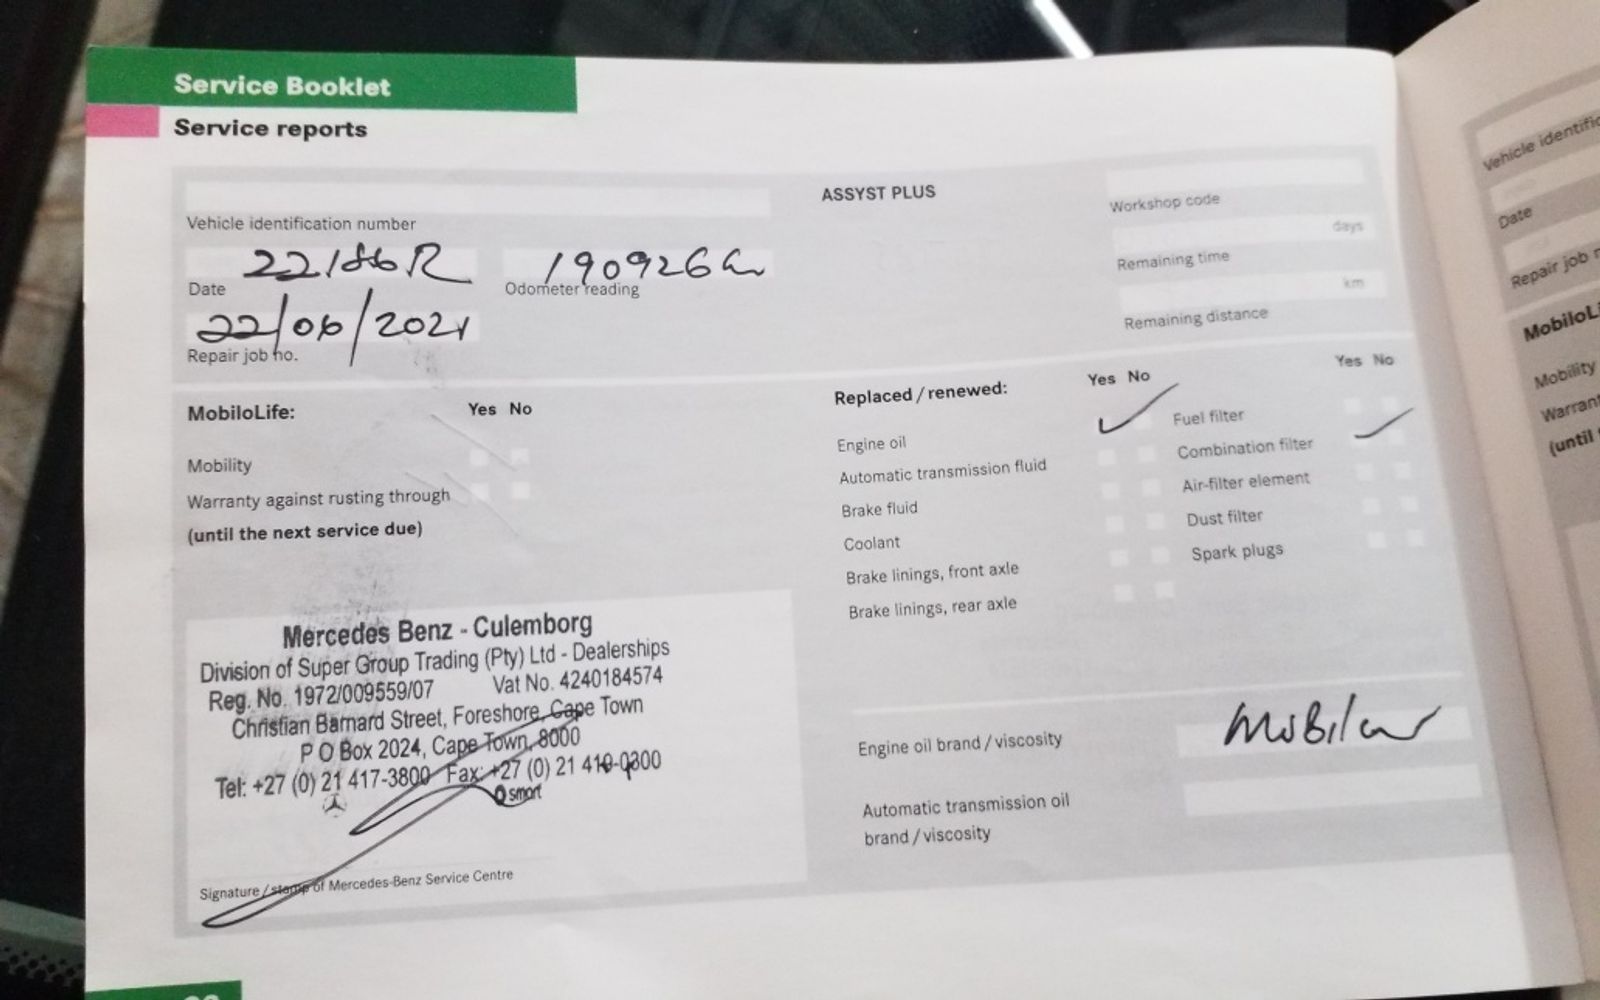 Service Booklet
Service reports
Vehicle identification number
22186R
Date
190926
Odometer reading
22/06/2021
Repair job no.
ASSYST PLUS
Workshop code
days
Remaining time
km
Remaining distance
MobiloLife:
Yes No
Mobility
Warranty against rusting through
(until the next service due)
Replaced / renewed:
Yes No
Engine oil
Automatic transmission fluid
Brake fluid
Coolant
Brake linings, front axle
Brake linings, rear axle
Yes No
Fuel filter
Combination filter
Air-filter element
Dust filter
Spark plugs
Mercedes Benz - Culemborg
Division of Super Group Trading (Pty) Ltd - Dealerships
Reg. No. 1972/009559/07 Vat No. 4240184574
Christian Barnard Street, Foreshore, Cape Town
P O Box 2024, Cape Town, 8000
Tel: +27 (0) 21 417-3800 Fax: +27 (0) 21 419-0300
smart
Signature / stamp of Mercedes-Benz Service Centre
Engine oil brand / viscosity
Automatic transmission oil
brand / viscosity
Vehicle
Date
Repair job
Mobility
(until